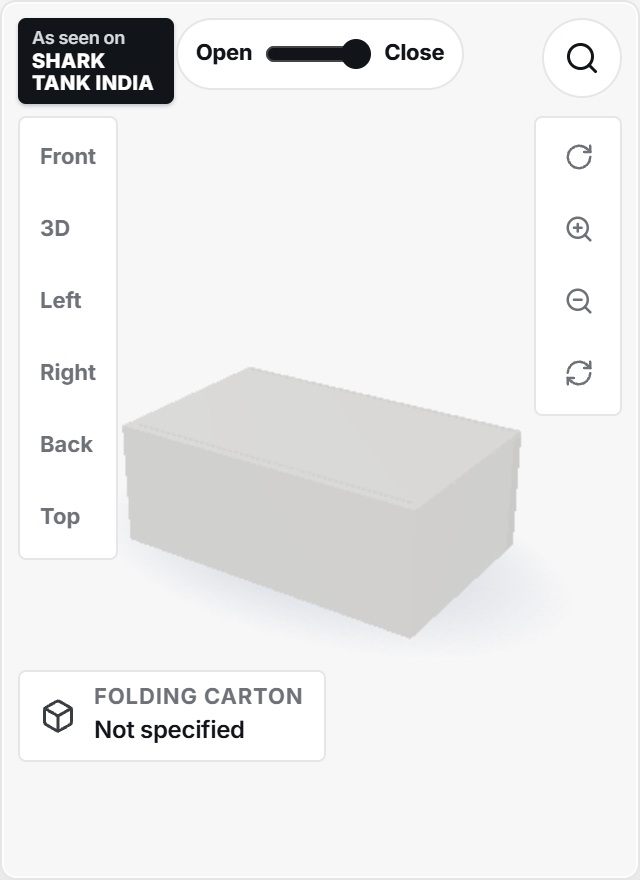 As seen on
SHARK
TANK INDIA
Open Close
Front
3D
Left
Right
Back
Top
FOLDING CARTON
Not specified